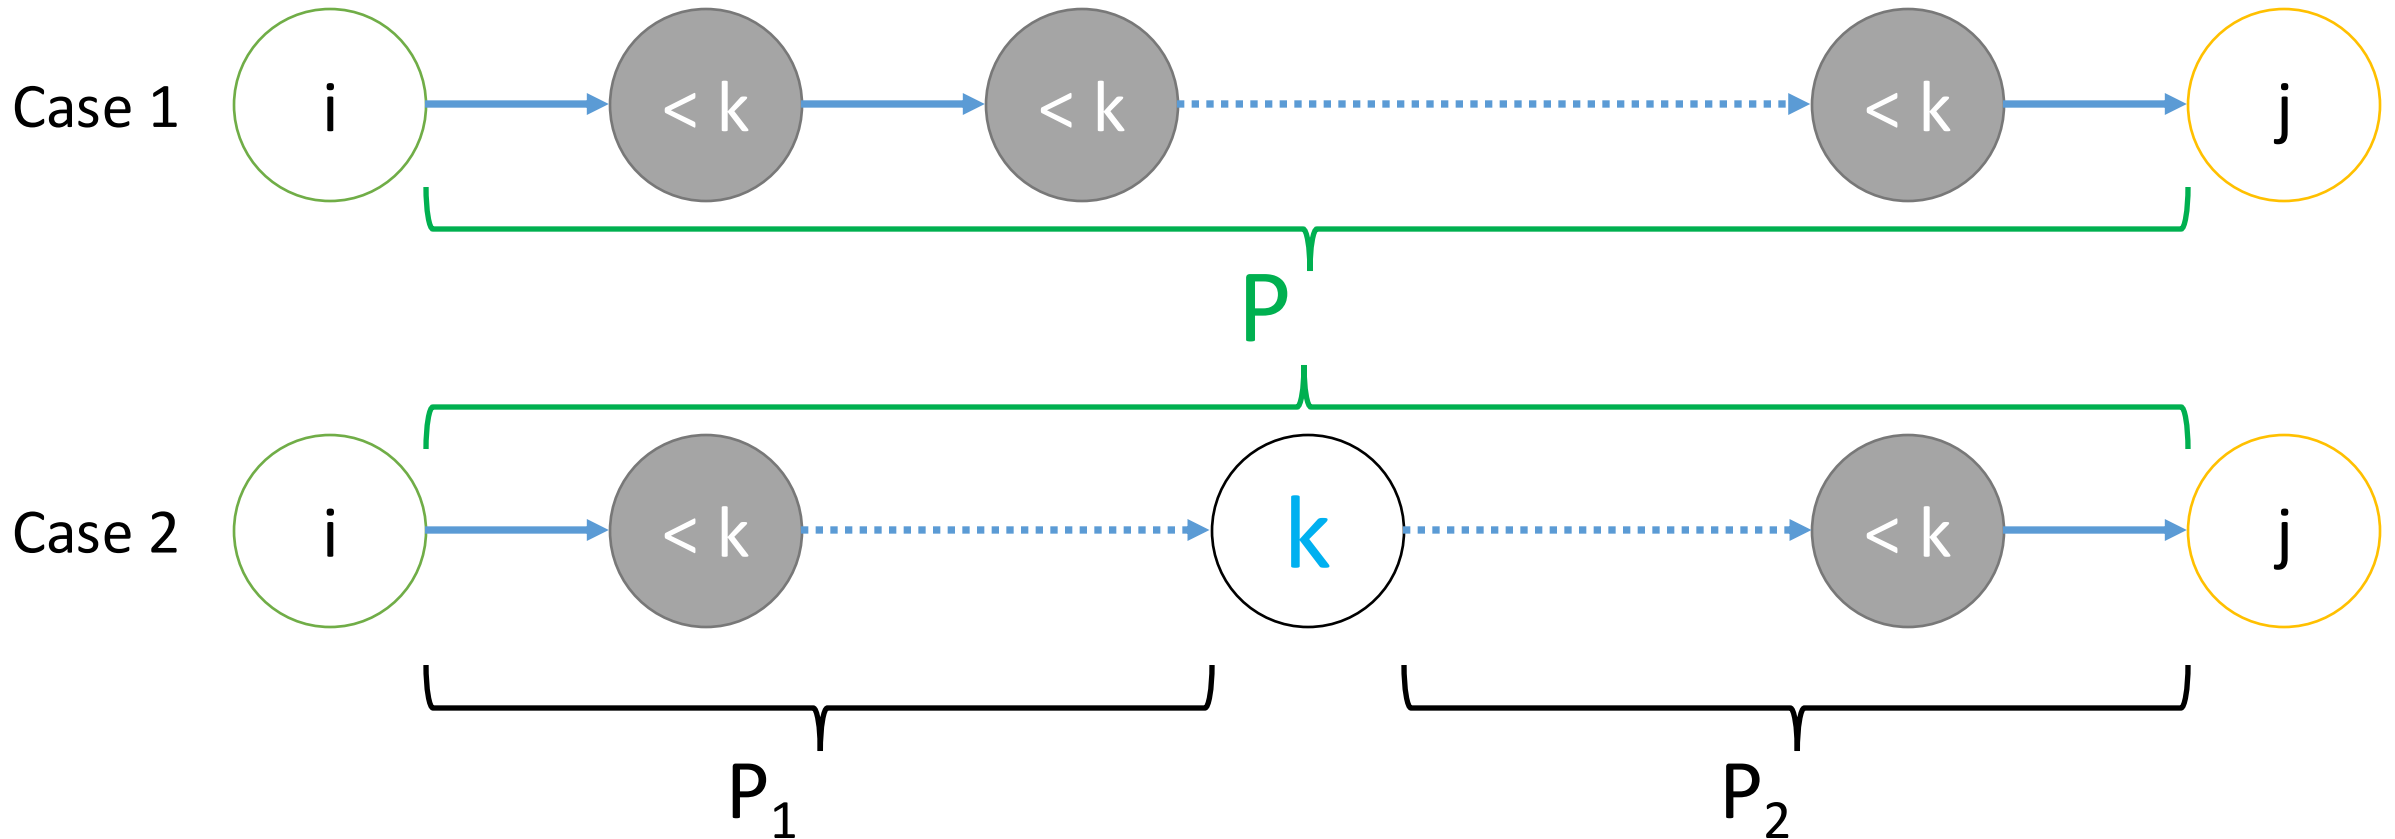 Case 1 i < k < k < k j
P
Case 2 i < k k < k j
P1 P2